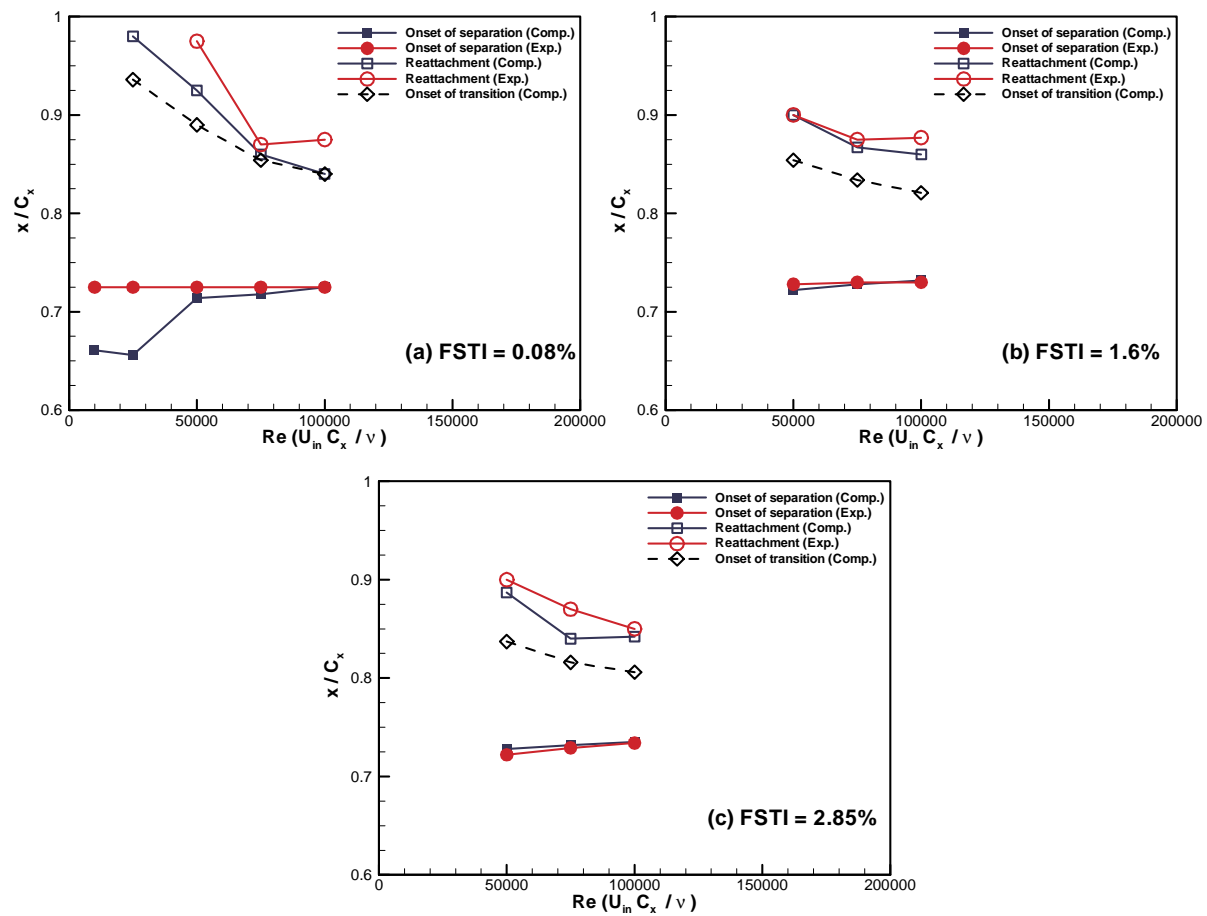 1
0.9
0.8
0.7
0.6
x / C_x
Onset of separation (Comp.)
Onset of separation (Exp.)
Reattachment (Comp.)
Reattachment (Exp.)
Onset of transition (Comp.)
(a) FSTI = 0.08%
0 50000 100000 150000 200000
Re (U_in C_x / ν )
1
0.9
0.8
0.7
0.6
x / C_x
Onset of separation (Comp.)
Onset of separation (Exp.)
Reattachment (Comp.)
Reattachment (Exp.)
Onset of transition (Comp.)
(b) FSTI = 1.6%
0 50000 100000 150000 200000
Re (U_in C_x / ν )
1
0.9
0.8
0.7
0.6
x / C_x
Onset of separation (Comp.)
Onset of separation (Exp.)
Reattachment (Comp.)
Reattachment (Exp.)
Onset of transition (Comp.)
(c) FSTI = 2.85%
0 50000 100000 150000 200000
Re (U_in C_x / ν )